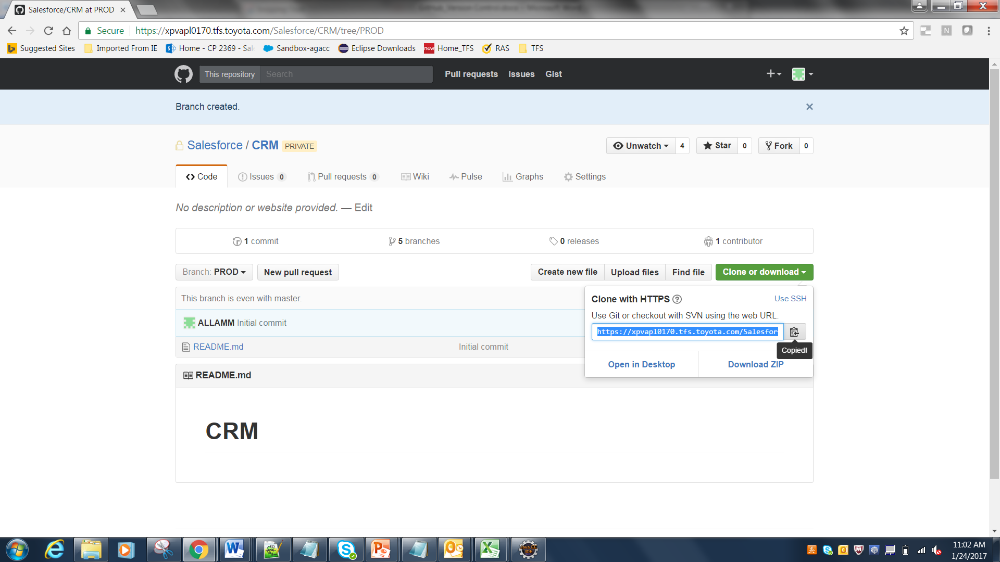 Salesforce/CRM at PROD
Secure https://xpvapl0170.tfs.toyota.com/Salesforce/CRM/tree/PROD
Suggested Sites Imported From IE Home - CP 2369 - Sal Sandbox-agacc Eclipse Downloads now Home_TFS RAS TFS
This repository Search Pull requests Issues Gist
Branch created.
Salesforce / CRM PRIVATE Unwatch 4 Star 0 Fork 0
Code Issues 0 Pull requests 0 Wiki Pulse Graphs Settings
No description or website provided. — Edit
1 commit 5 branches 0 releases 1 contributor
Branch: PROD New pull request Create new file Upload files Find file Clone or download
This branch is even with master.
Clone with HTTPS Use SSH
Use Git or checkout with SVN using the web URL.
ALLAMM Initial commit
https://xpvapl0170.tfs.toyota.com/Salesfor
README.md Initial commit
Copied!
Open in Desktop Download ZIP
README.md
CRM
11:02 AM
1/24/2017